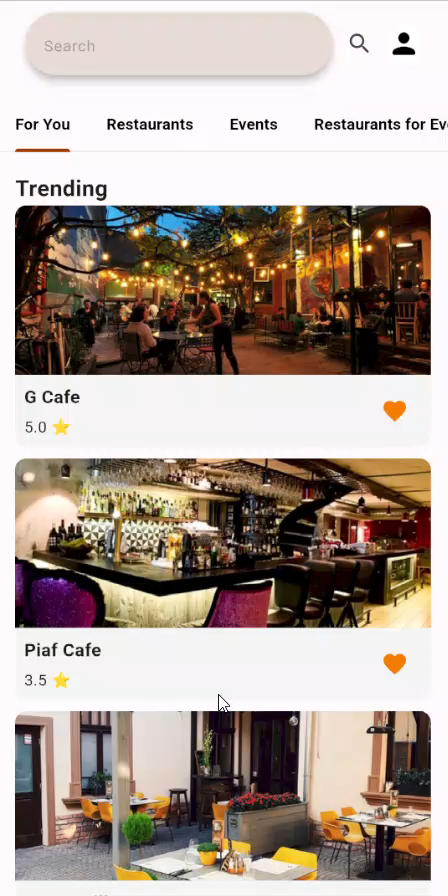 Search
For You Restaurants Events Restaurants for Ev
Trending
G Cafe
5.0 ⭐
Piaf Cafe
3.5 ⭐